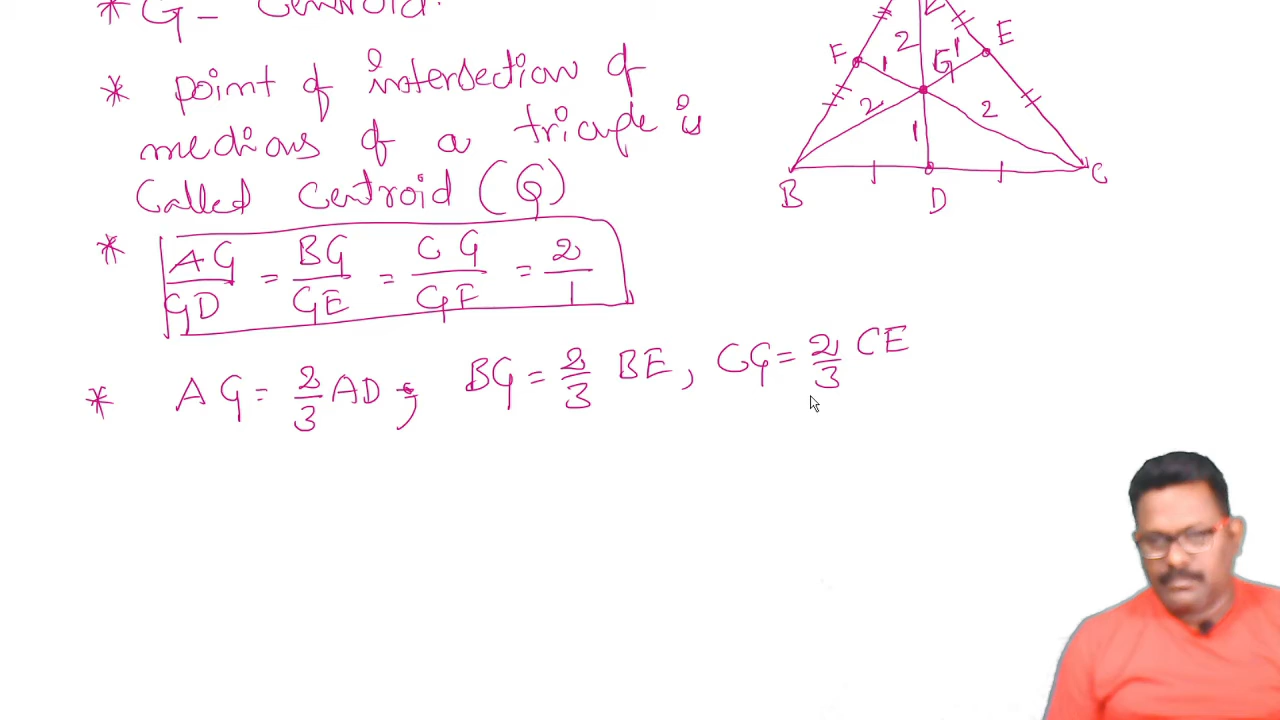 * G - Centroid.
* point of intersection of
medians of a triangle is
Called Centroid (G)
* AG/GD = BG/GE = CG/GF = 2/1
* AG = 2/3 AD ; BG = 2/3 BE, CG = 2/3 CE
F 1 2 1 E
G
2 1 2
B D C